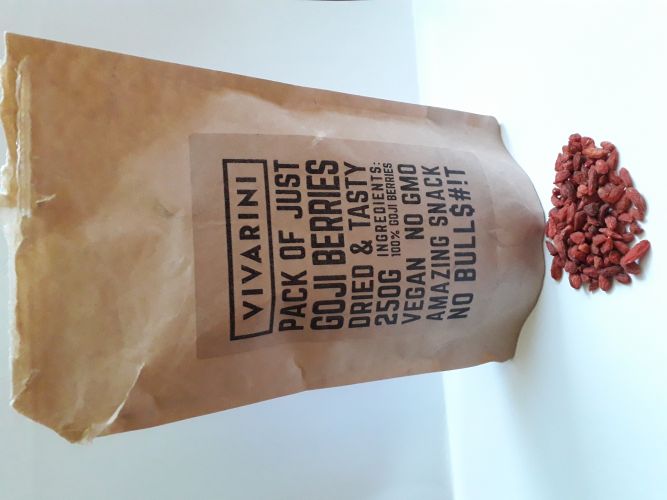 VIVARINI
PACK OF JUST
GOJI BERRIES
DRIED & TASTY
250G INGREDIENTS:
100% GOJI BERRIES
VEGAN NO GMO
AMAZING SNACK
NO BULL$#!T